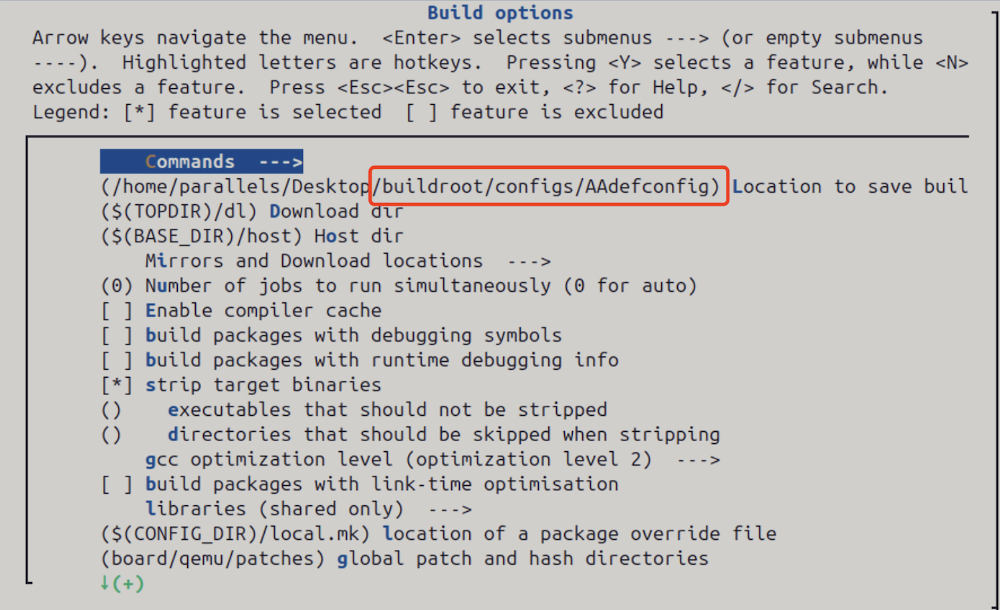 Build options
Arrow keys navigate the menu.  <Enter> selects submenus ---> (or empty submenus
----).  Highlighted letters are hotkeys.  Pressing <Y> selects a feature, while <N>
excludes a feature.  Press <Esc><Esc> to exit, <?> for Help, </> for Search.
Legend: [*] feature is selected  [ ] feature is excluded
Commands  --->
(/home/parallels/Desktop/buildroot/configs/AAdefconfig) Location to save buil
($(TOPDIR)/dl) Download dir
($(BASE_DIR)/host) Host dir
Mirrors and Download locations  --->
(0) Number of jobs to run simultaneously (0 for auto)
[ ] Enable compiler cache
[ ] build packages with debugging symbols
[ ] build packages with runtime debugging info
[*] strip target binaries
()    executables that should not be stripped
()    directories that should be skipped when stripping
gcc optimization level (optimization level 2)  --->
[ ] build packages with link-time optimisation
libraries (shared only)  --->
($(CONFIG_DIR)/local.mk) location of a package override file
(board/qemu/patches) global patch and hash directories
↓(+)